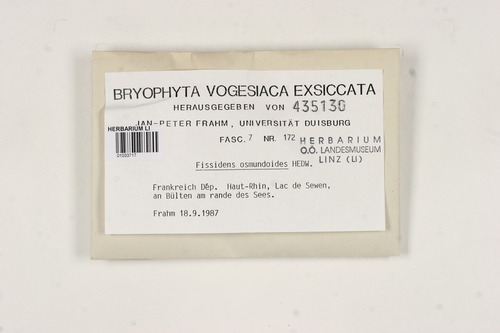 BRYOPHYTA VOGESIACA EXSICCATA
HERAUSGEGEBEN VON 435130
JAN-PETER FRAHM, UNIVERSITÄT DUISBURG
HERBARIUM LI
01003717
FASC. 7 NR. 172
HERBARIUM
O.Ö. LANDESMUSEUM
LINZ (LI)
Fissidens osmundoides HEDW.
Frankreich Dép. Haut-Rhin, Lac de Sewen,
an Bülten am rande des Sees.
Frahm 18.9.1987